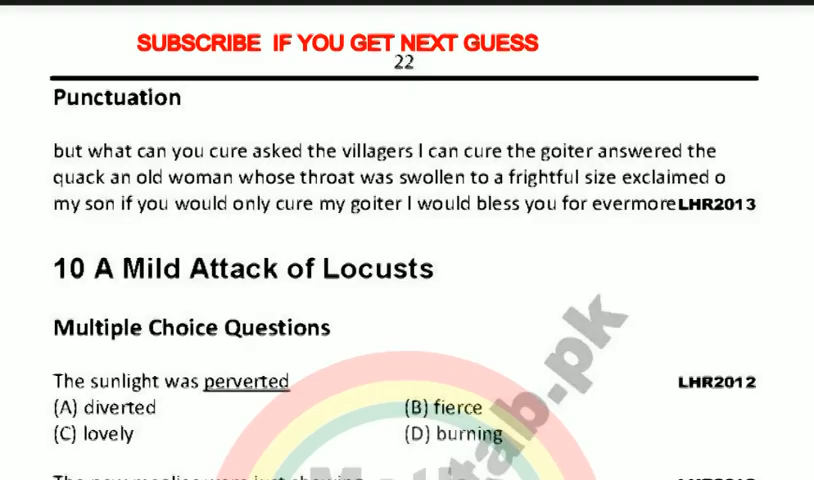 SUBSCRIBE IF YOU GET NEXT GUESS
22
Punctuation
but what can you cure asked the villagers I can cure the goiter answered the
quack an old woman whose throat was swollen to a frightful size exclaimed o
my son if you would only cure my goiter I would bless you for evermore LHR2013
10 A Mild Attack of Locusts
Multiple Choice Questions
The sunlight was perverted LHR2012
(A) diverted (B) fierce
(C) lovely (D) burning